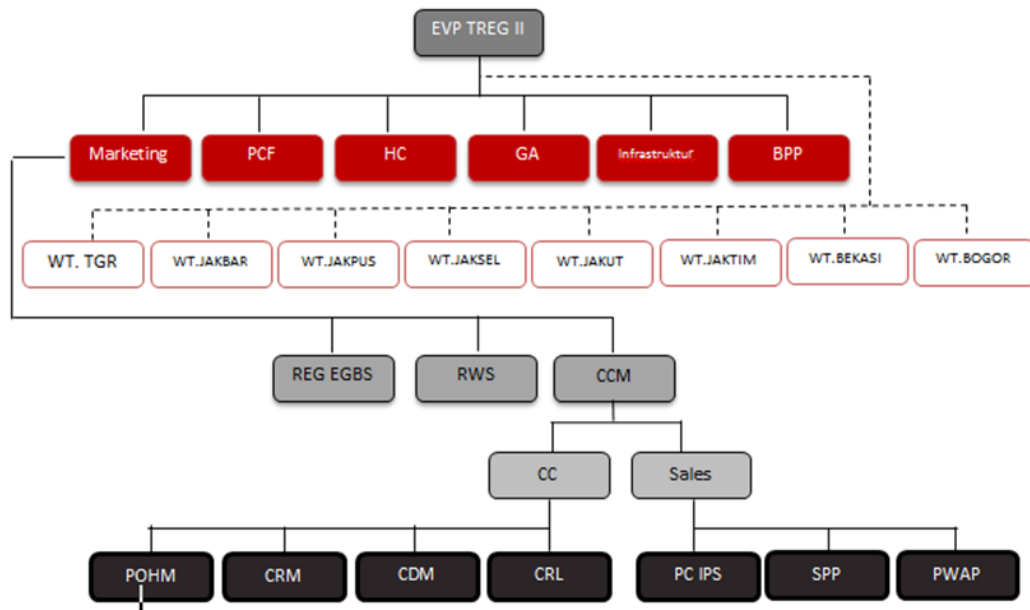 EVP TREG II
Marketing
PCF
HC
GA
Infrastruktur
BPP
WT. TGR
WT.JAKBAR
WT.JAKPUS
WT.JAKSEL
WT.JAKUT
WT.JAKTIM
WT.BEKASI
WT.BOGOR
REG EGBS
RWS
CCM
CC
Sales
POHM
CRM
CDM
CRL
PC IPS
SPP
PWAP